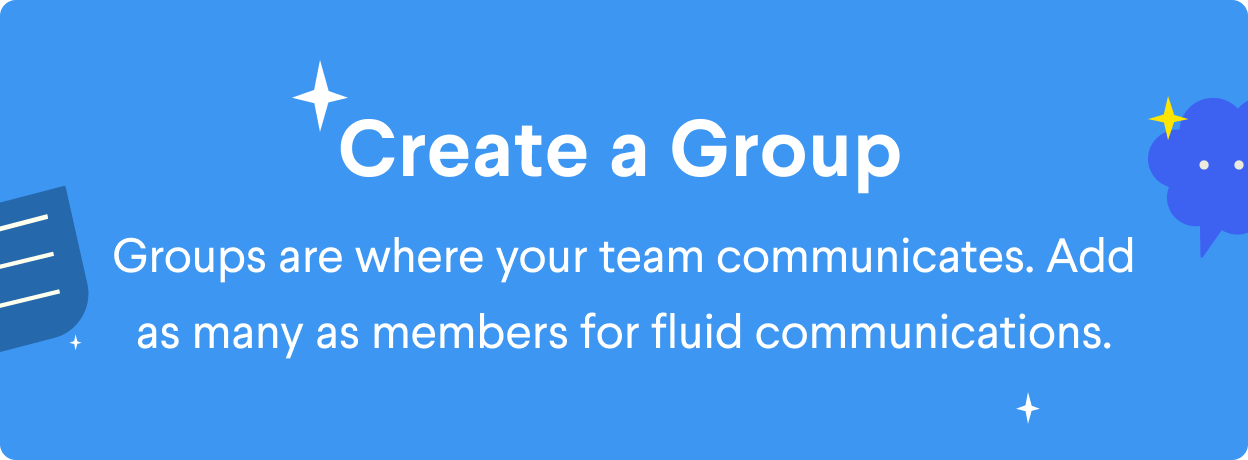 Create a Group
Groups are where your team communicates. Add
as many as members for fluid communications.